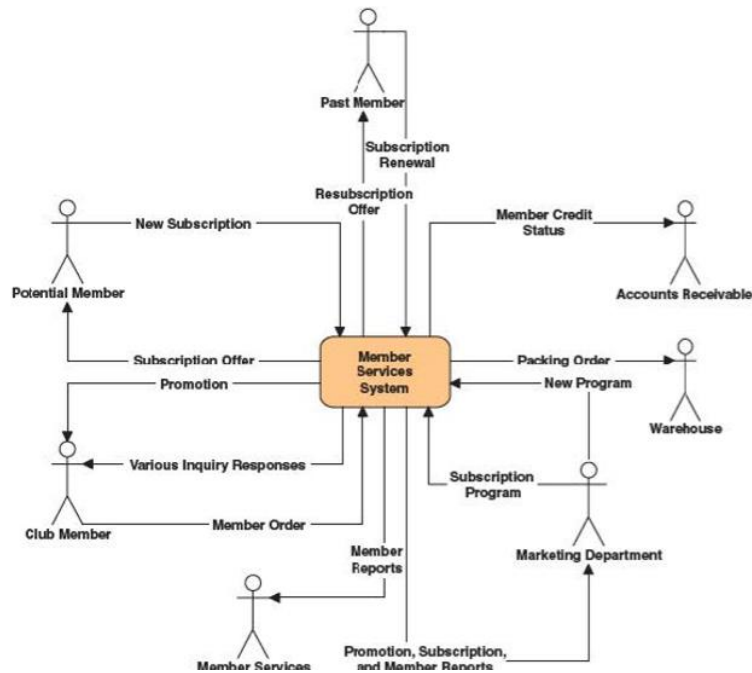 Past Member
Subscription
Renewal
Resubscription
Offer
New Subscription
Member Credit
Status
Potential Member
Accounts Receivable
Member
Services
System
Subscription Offer
Packing Order
Promotion
New Program
Warehouse
Various Inquiry Responses
Subscription
Program
Club Member
Member Order
Marketing Department
Member
Reports
Member Services
Promotion, Subscription,
and Member Reports